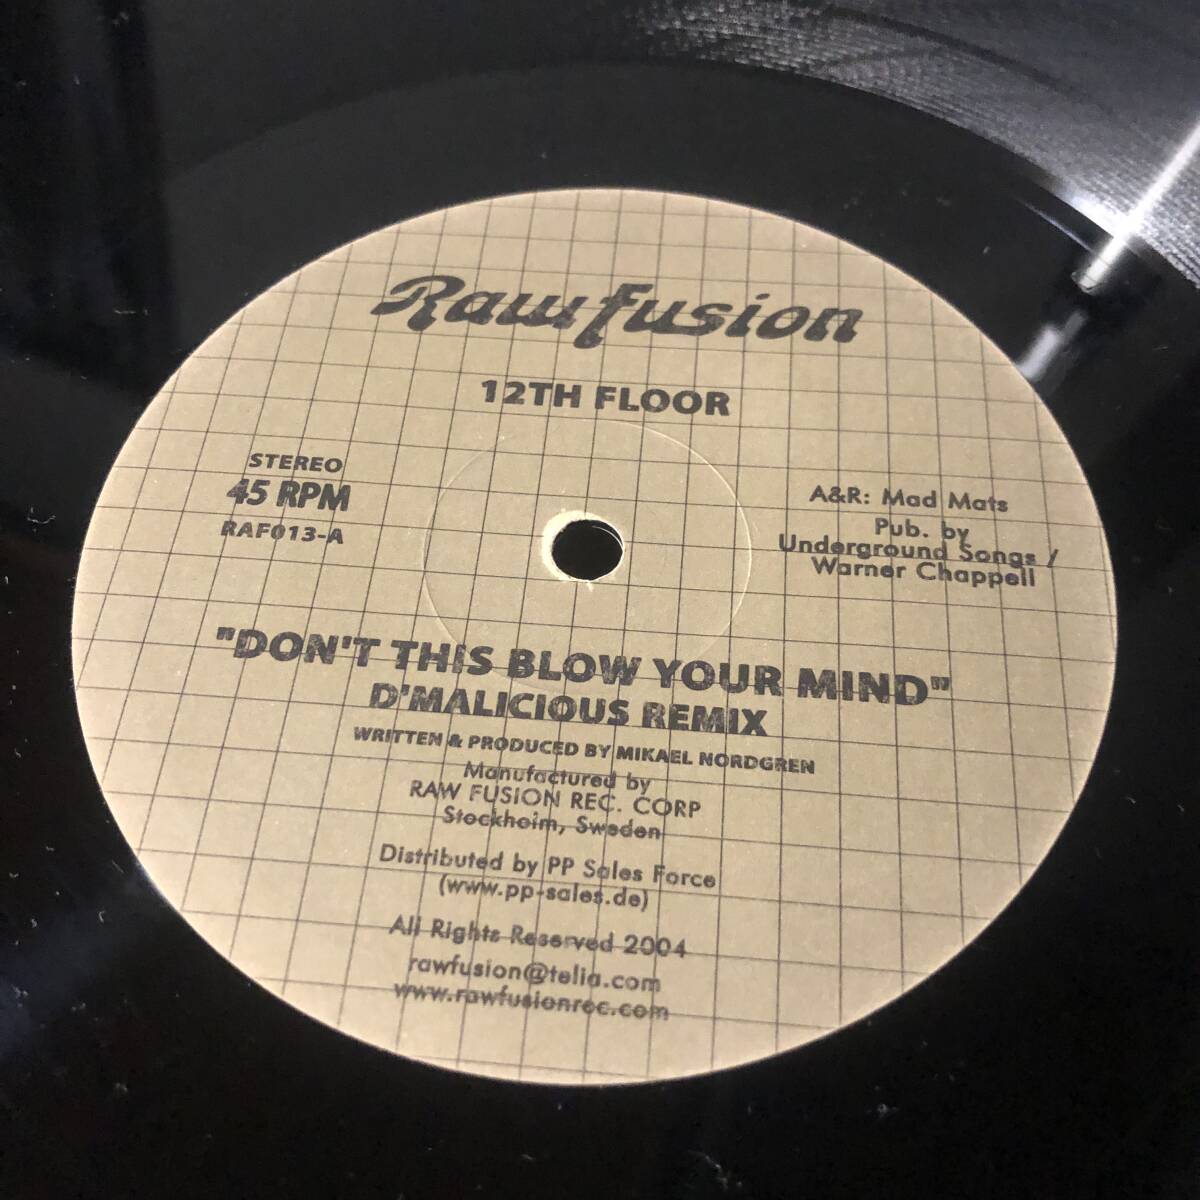 Raw fusion
12TH FLOOR
STEREO
45 RPM
RAF013-A
A&R: Mad Mats
Pub. by
Underground Songs /
Warner Chappell
"DON'T THIS BLOW YOUR MIND"
D'MALICIOUS REMIX
WRITTEN & PRODUCED BY MIKAEL NORDGREN
Manufactured by
RAW FUSION REC. CORP
Stockholm, Sweden
Distributed by PP Sales Force
(www.pp-sales.de)
All Rights Reserved 2004
rawfusion@telia.com
www.rawfusionrec.com